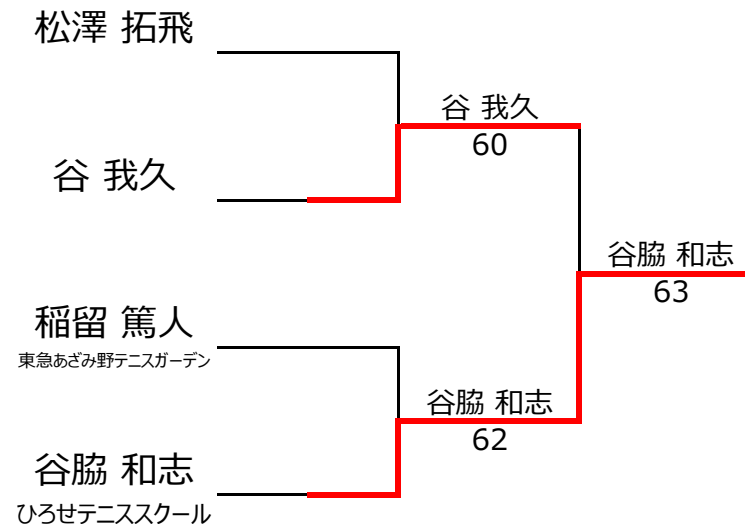 松澤 拓飛
谷 我久
60
谷 我久
谷脇 和志
63
稲留 篤人
東急あざみ野テニスガーデン
谷脇 和志
62
谷脇 和志
ひろせテニススクール